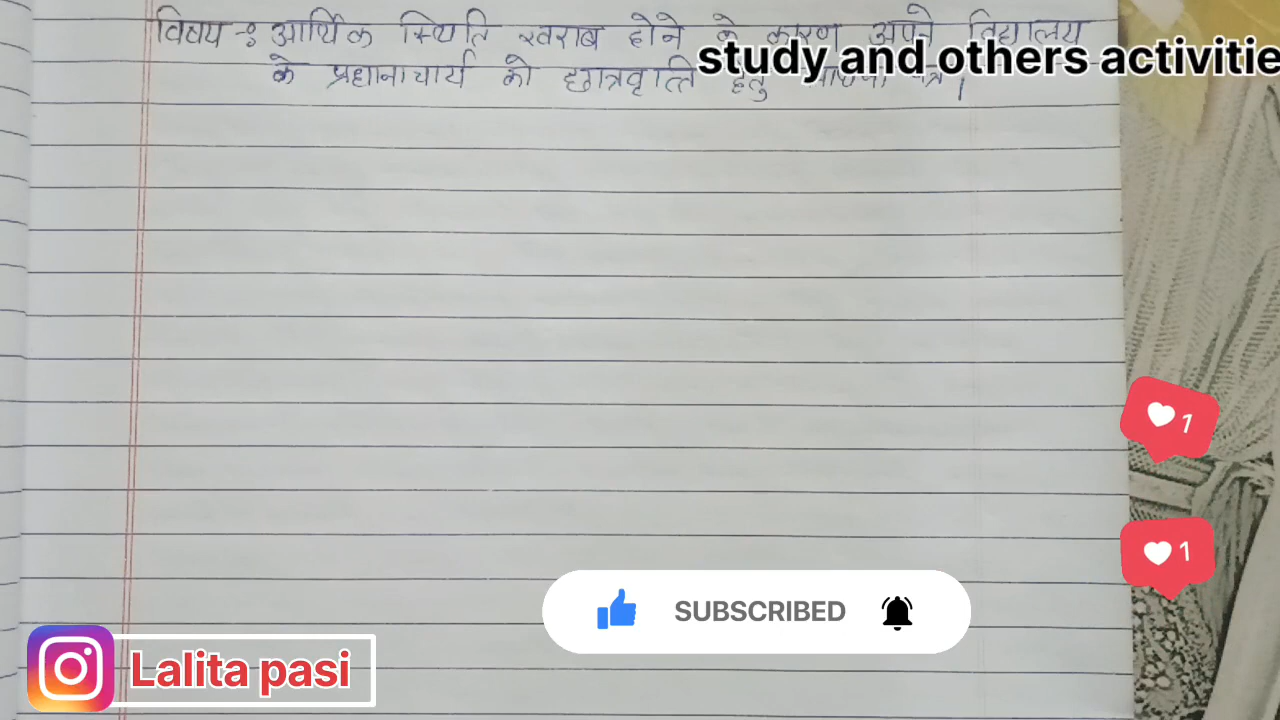 विषय -: आर्थिक स्थिति खराब होने के कारण अपने विद्यालय
study and others activitie
के प्रधानाचार्य को छात्रवृत्ति हेतु
1
1
SUBSCRIBED
Lalita pasi